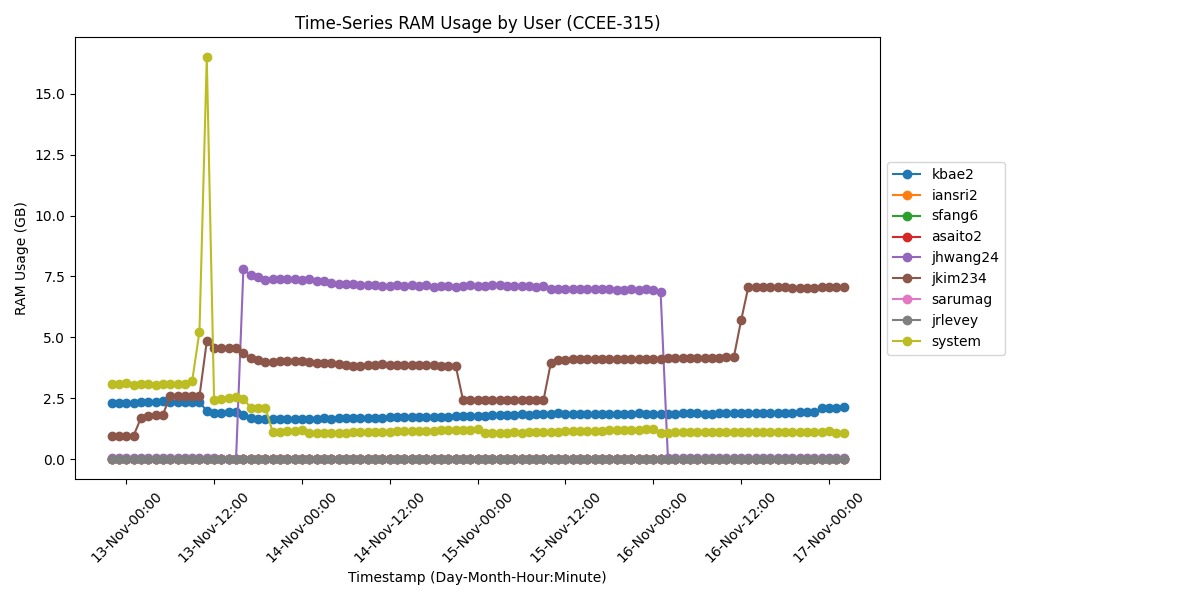 Time-Series RAM Usage by User (CCEE-315)
RAM Usage (GB)
15.0
12.5
10.0
7.5
5.0
2.5
0.0
13-Nov-00:00
13-Nov-12:00
14-Nov-00:00
14-Nov-12:00
15-Nov-00:00
15-Nov-12:00
16-Nov-00:00
16-Nov-12:00
17-Nov-00:00
Timestamp (Day-Month-Hour:Minute)
kbae2
iansri2
sfang6
asaito2
jhwang24
jkim234
sarumag
jrlevey
system